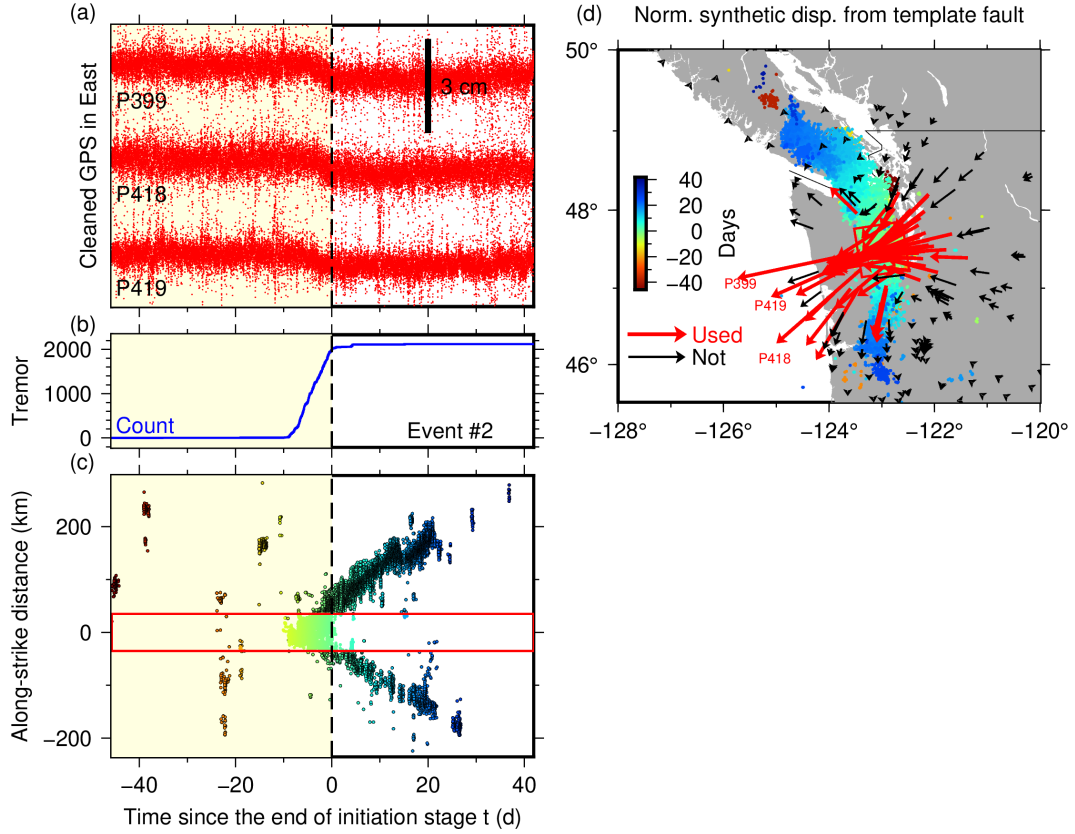 (a)
Cleaned GPS in East
P399
P418
P419
3 cm
(b)
Tremor
2000
1000
0
Count
Event #2
(c)
Along-strike distance (km)
200
0
−200
−40
−20
0
20
40
Time since the end of initiation stage t (d)
(d)
Norm. synthetic disp. from template fault
50°
48°
46°
40
20
0
−20
−40
Days
P399
P419
P418
Used
Not
−128°
−126°
−124°
−122°
−120°